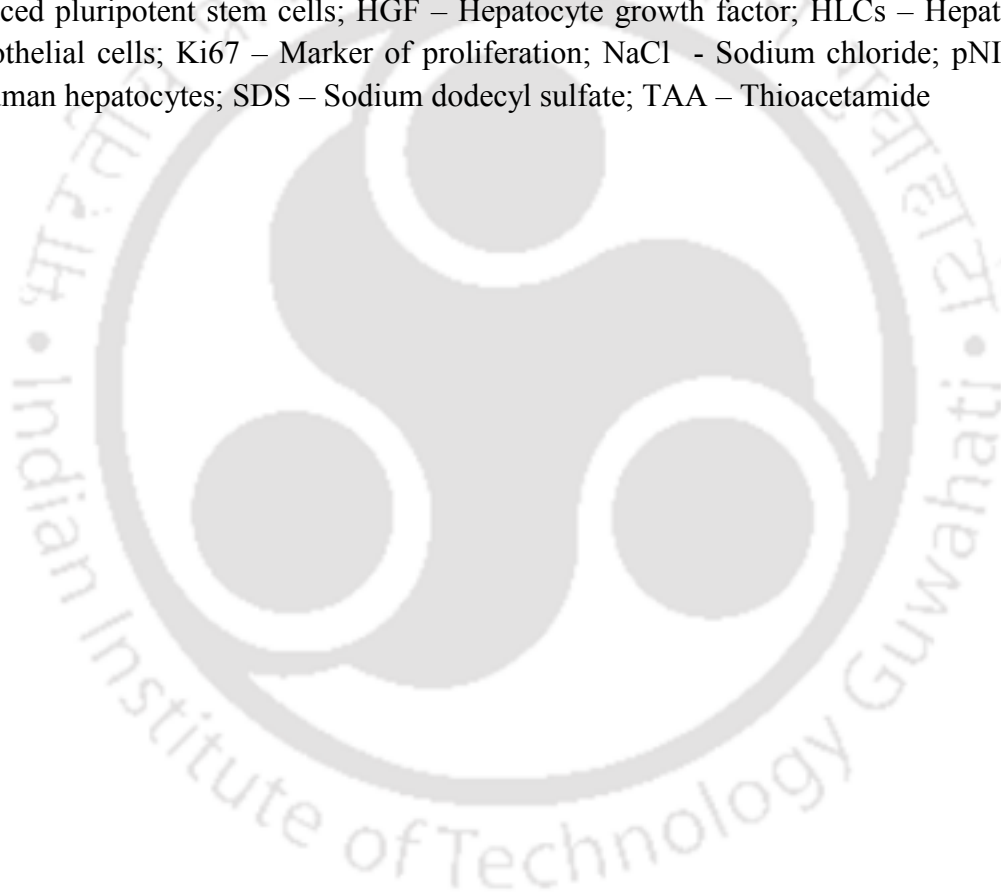 ced pluripotent stem cells; HGF – Hepatocyte growth factor; HLCs – Hepat
othelial cells; Ki67 – Marker of proliferation; NaCl - Sodium chloride; pNI
uman hepatocytes; SDS – Sodium dodecyl sulfate; TAA – Thioacetamide
Indian Institute of Technology Guwahati